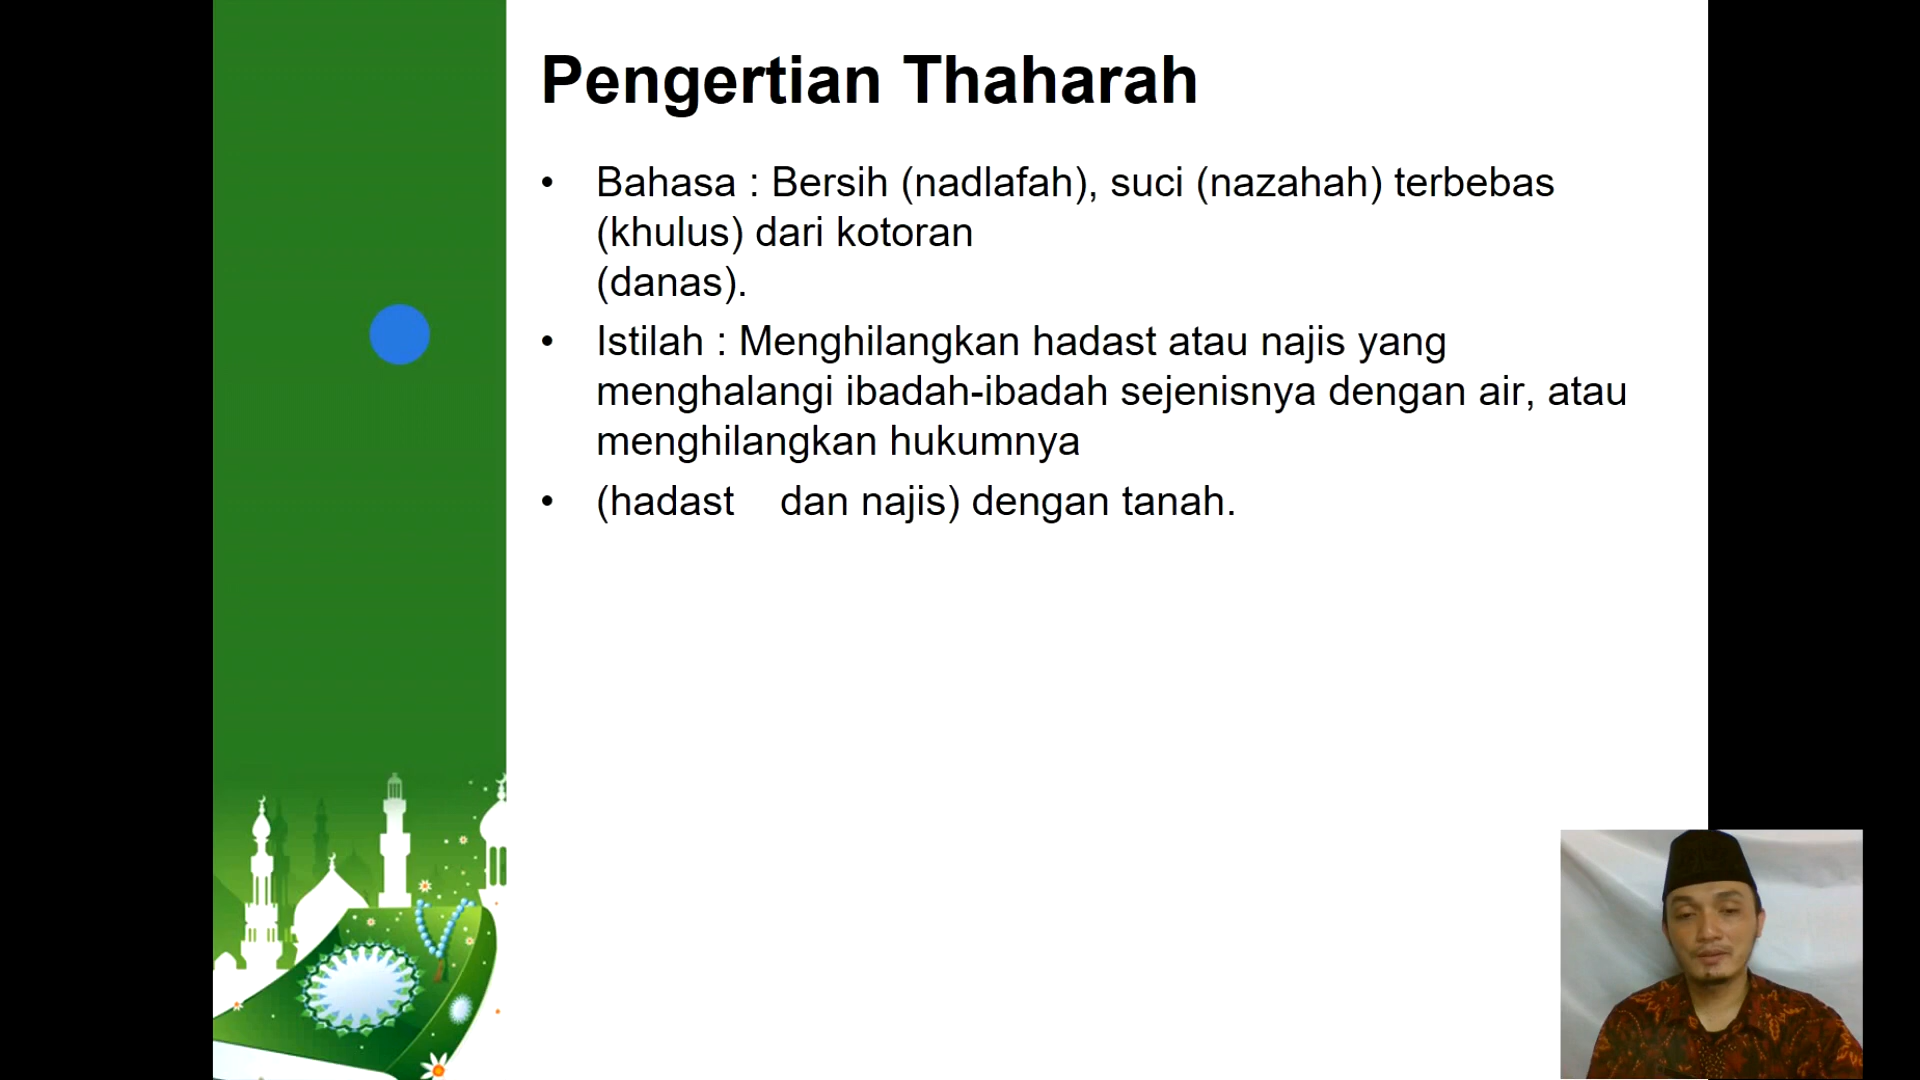 Pengertian Thaharah
• Bahasa : Bersih (nadlafah), suci (nazahah) terbebas
(khulus) dari kotoran
(danas).
• Istilah : Menghilangkan hadast atau najis yang
menghalangi ibadah-ibadah sejenisnya dengan air, atau
menghilangkan hukumnya
• (hadast    dan najis) dengan tanah.